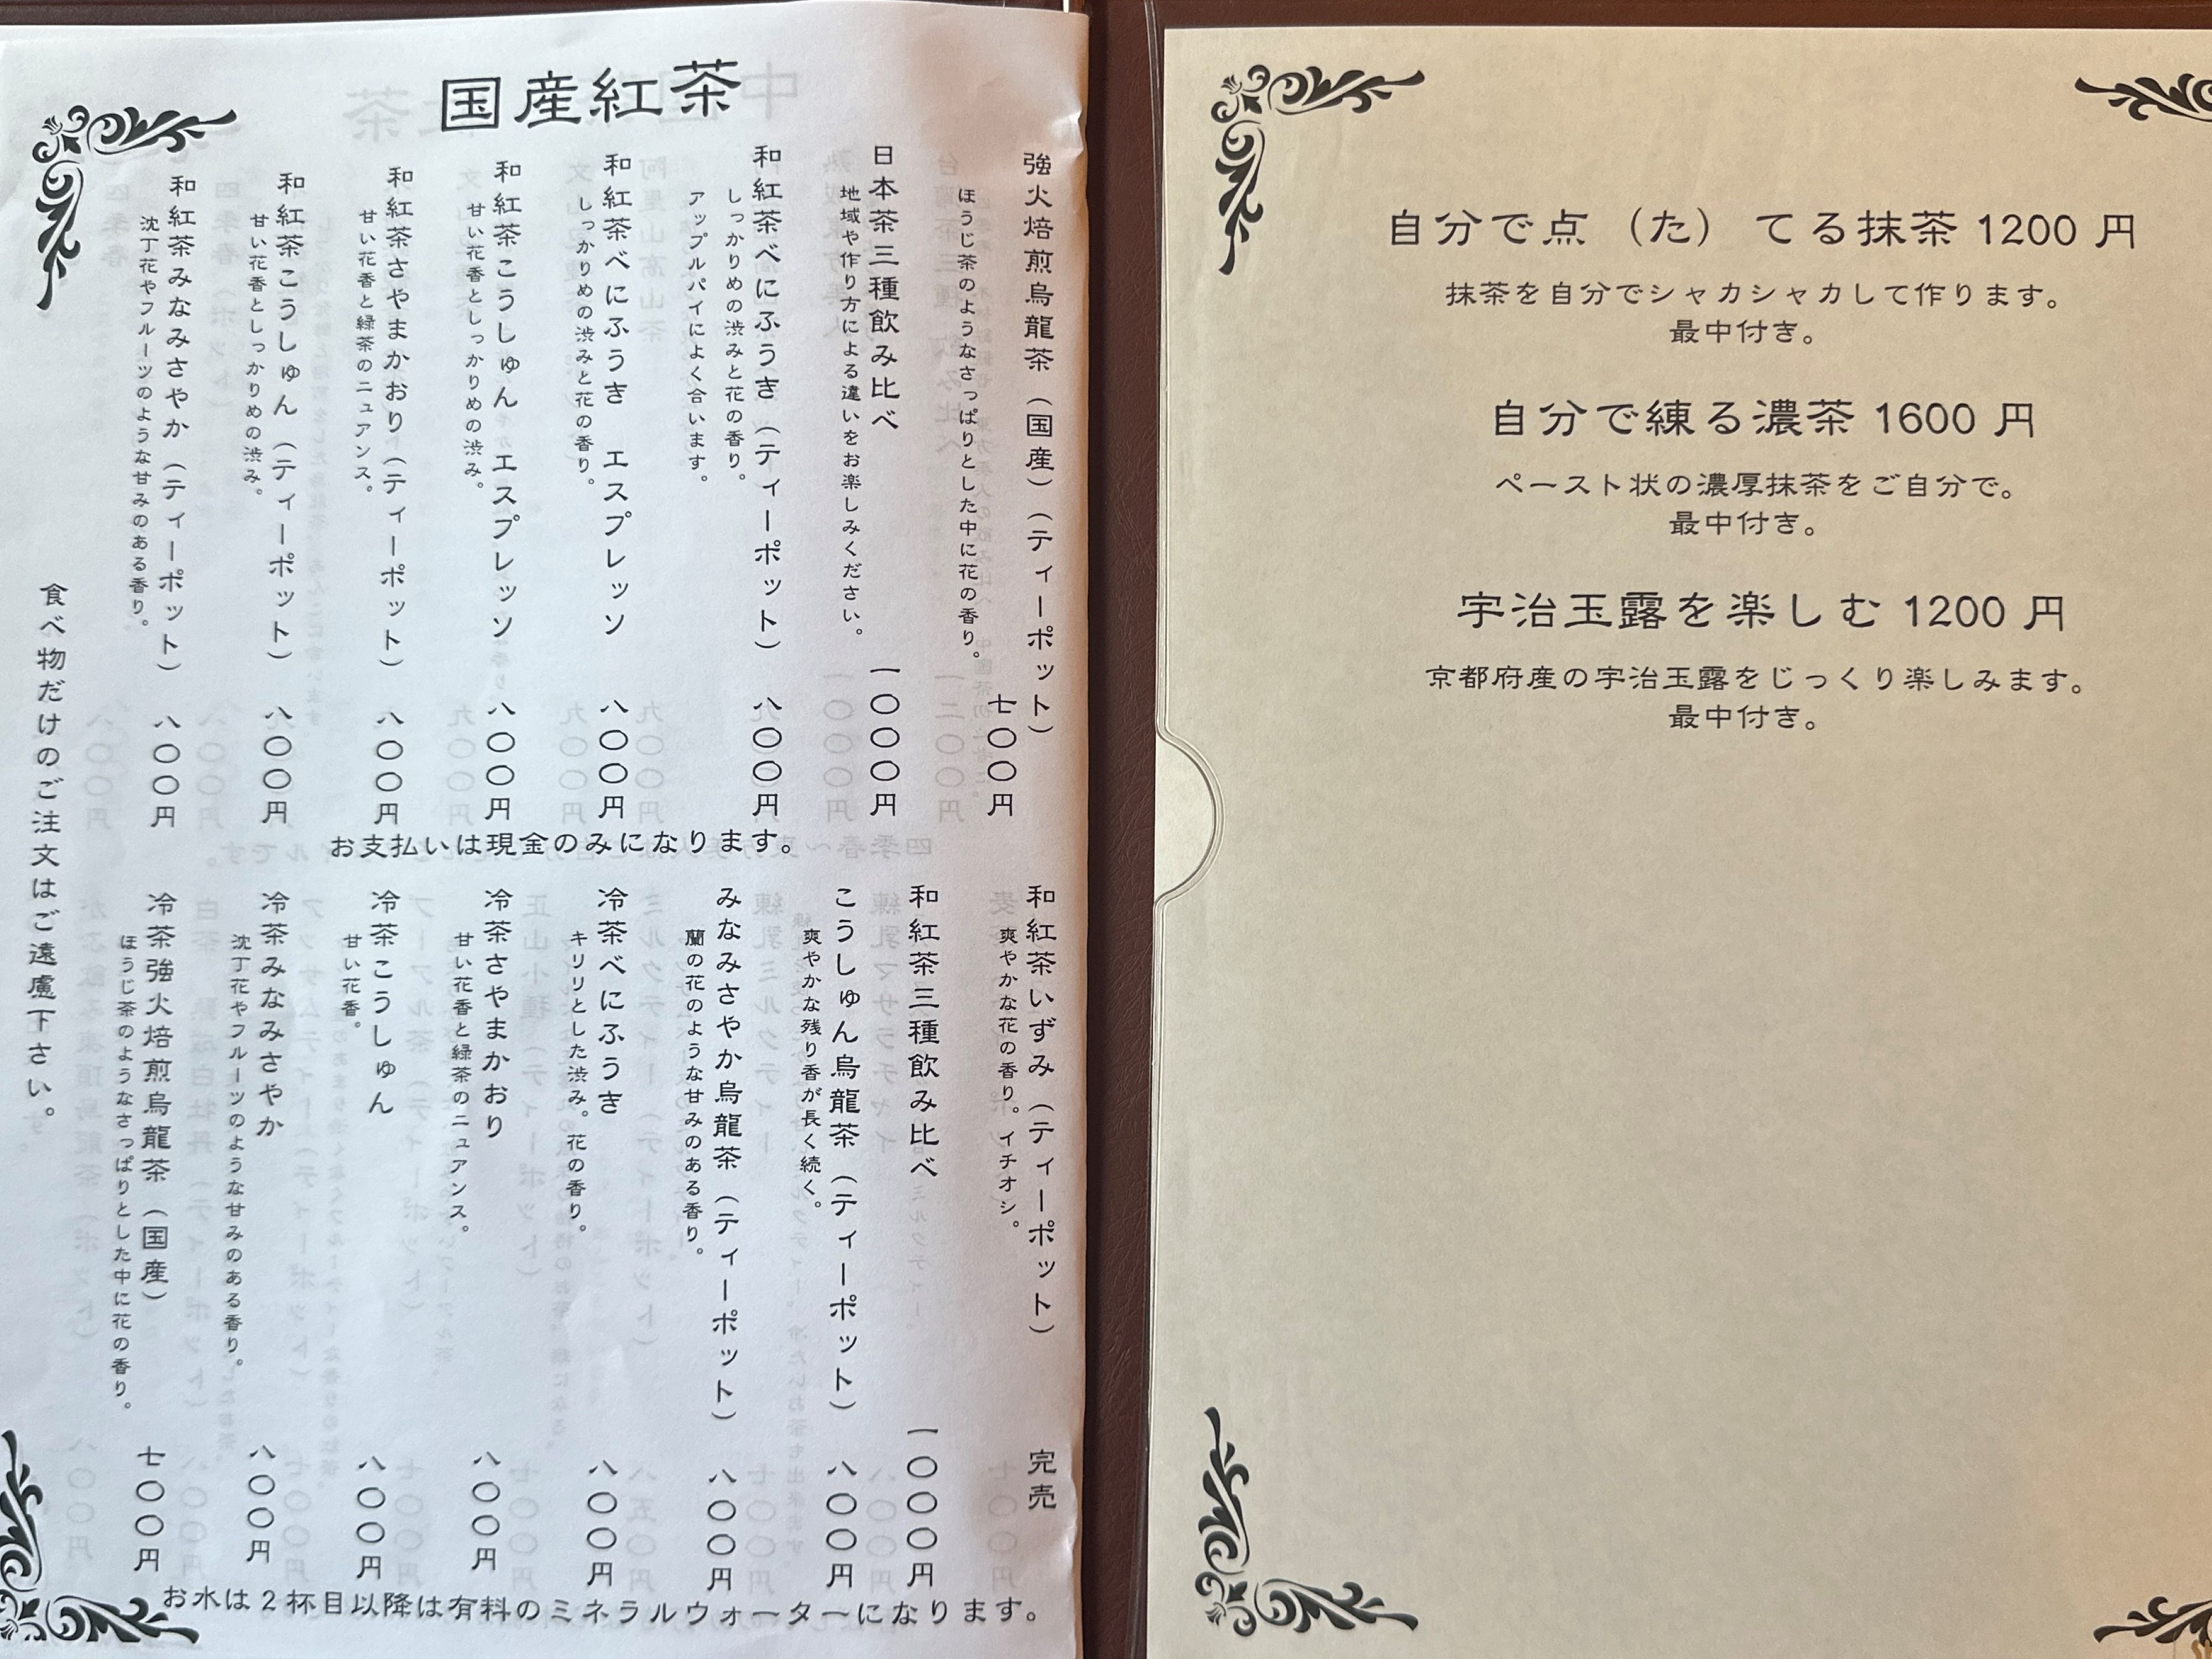 国産紅茶
強火焙煎烏龍茶（国産）（ティーポット）
七〇〇円
ほうじ茶のようなさっぱりとした中に花の香り。
日本茶三種飲み比べ 一〇〇〇円
地域や作り方による違いをお楽しみください。
和紅茶べにふうき（ティーポット） 八〇〇円
しっかりめの渋みと花の香り。
アップルパイによく合います。
和紅茶べにふうき エスプレッソ 八〇〇円
しっかりめの渋みと花の香り。
和紅茶こうしゅん エスプレッソ 八〇〇円
甘い花香としっかりめの渋み。
和紅茶さやまかおり（ティーポット） 八〇〇円
甘い花香と緑茶のニュアンス。
和紅茶こうしゅん（ティーポット） 八〇〇円
甘い花香としっかりめの渋み。
和紅茶みなみさやか（ティーポット） 八〇〇円
沈丁花やフルーツのような甘みのある香り。
お支払いは現金のみになります。
和紅茶いずみ（ティーポット） 完売
爽やかな花の香り。イチオシ。
和紅茶三種飲み比べ 一〇〇〇円
こうしゅん烏龍茶（ティーポット） 八〇〇円
爽やかな残り香が長く続く。
みなみさやか烏龍茶（ティーポット） 八〇〇円
蘭の花のような甘みのある香り。
冷茶べにふうき 八〇〇円
キリリとした渋み。花の香り。
冷茶さやまかおり 八〇〇円
甘い花香と緑茶のニュアンス。
冷茶こうしゅん 八〇〇円
甘い花香。
冷茶みなみさやか 八〇〇円
沈丁花やフルーツのような甘みのある香り。
冷茶強火焙煎烏龍茶（国産） 七〇〇円
ほうじ茶のようなさっぱりとした中に花の香り。
食べ物だけのご注文はご遠慮下さい。
お水は２杯目以降は有料のミネラルウォーターになります。
自分で点（た）てる抹茶 1200 円
抹茶を自分でシャカシャカして作ります。
最中付き。
自分で練る濃茶 1600 円
ペースト状の濃厚抹茶をご自分で。
最中付き。
宇治玉露を楽しむ 1200 円
京都府産の宇治玉露をじっくり楽しみます。
最中付き。